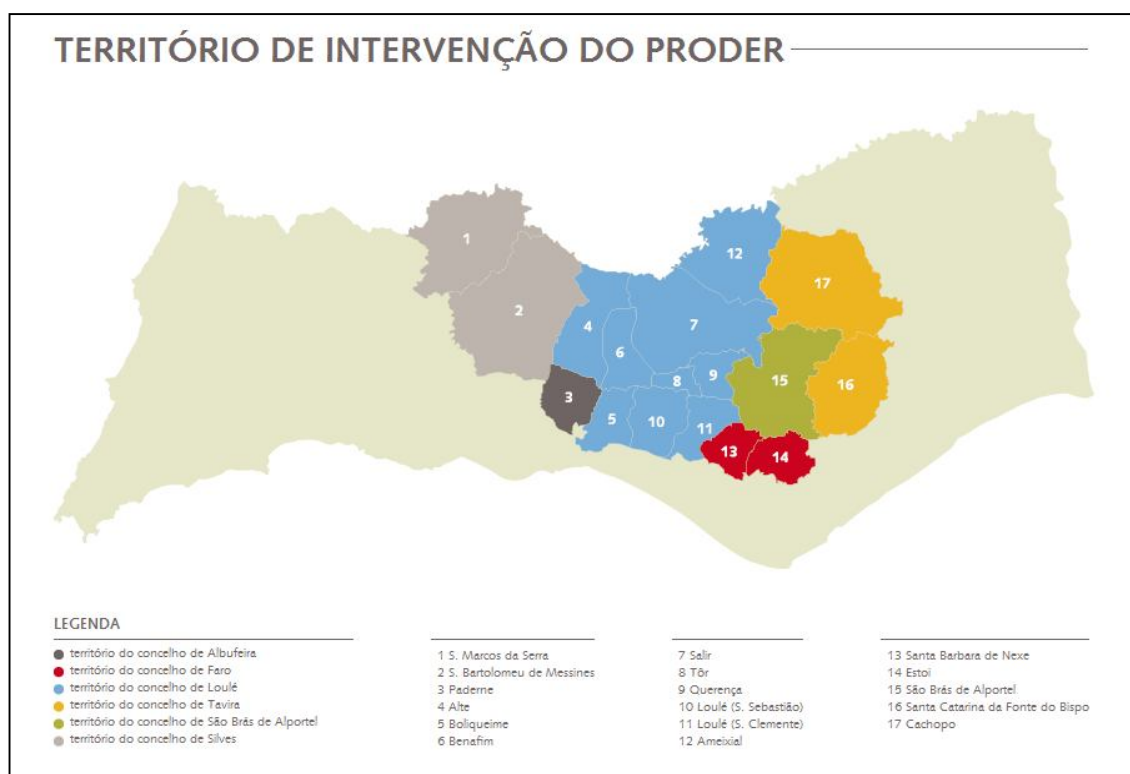 TERRITÓRIO DE INTERVENÇÃO DO PRODER
1
2
3
4
5
6
7
8
9
10
11
12
13
14
15
16
17
LEGENDA
território do concelho de Albufeira
território do concelho de Faro
território do concelho de Loulé
território do concelho de Tavira
território do concelho de São Brás de Alportel
território do concelho de Silves
1 S. Marcos da Serra
2 S. Bartolomeu de Messines
3 Paderne
4 Alte
5 Boliqueime
6 Benafim
7 Salir
8 Tôr
9 Querença
10 Loulé (S. Sebastião)
11 Loulé (S. Clemente)
12 Ameixial
13 Santa Barbara de Nexe
14 Estoi
15 São Brás de Alportel
16 Santa Catarina da Fonte do Bispo
17 Cachopo